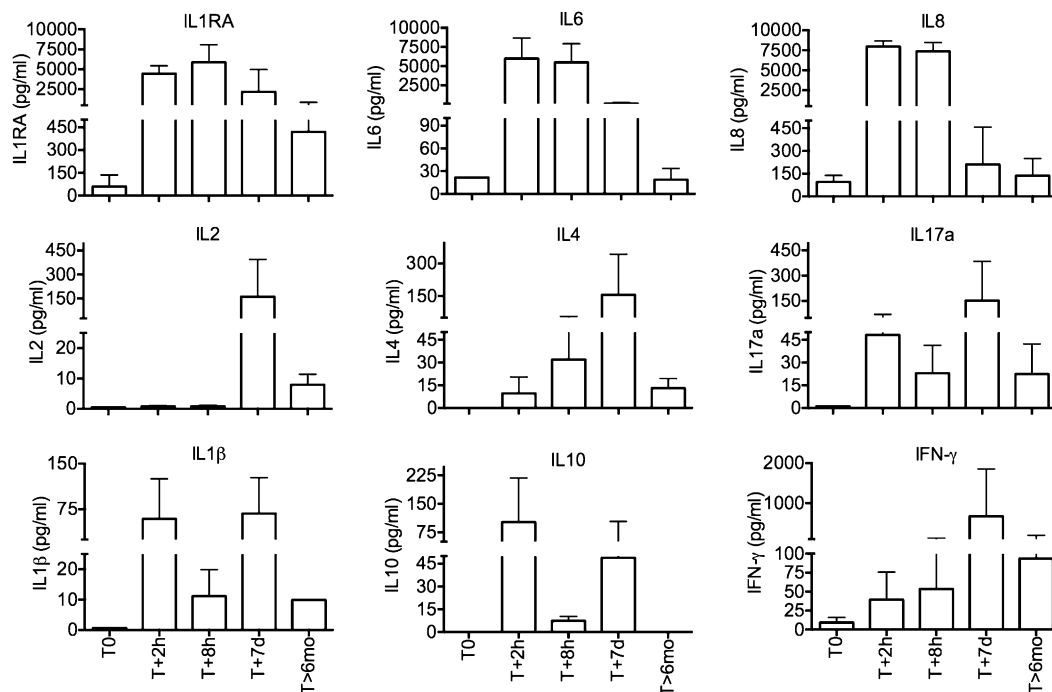 IL1RA
IL1RA (pg/ml)
10000
7500
5000
2500
450
300
150
0
IL6
IL6 (pg/ml)
10000
7500
5000
2500
90
60
30
0
IL8
IL8 (pg/ml)
10000
7500
5000
2500
450
300
150
0
IL2
IL2 (pg/ml)
450
300
150
20
10
0
IL4
IL4 (pg/ml)
300
150
45
30
15
0
IL17a
IL17a (pg/ml)
450
300
150
45
30
15
0
IL1β
IL1β (pg/ml)
150
75
20
10
0
T0
T+2h
T+8h
T+7d
T>6mo
IL10
IL10 (pg/ml)
225
150
75
45
30
15
0
T0
T+2h
T+8h
T+7d
T>6mo
IFN-γ
IFN-γ (pg/ml)
2000
1000
100
75
50
25
0
T0
T+2h
T+8h
T+7d
T>6mo